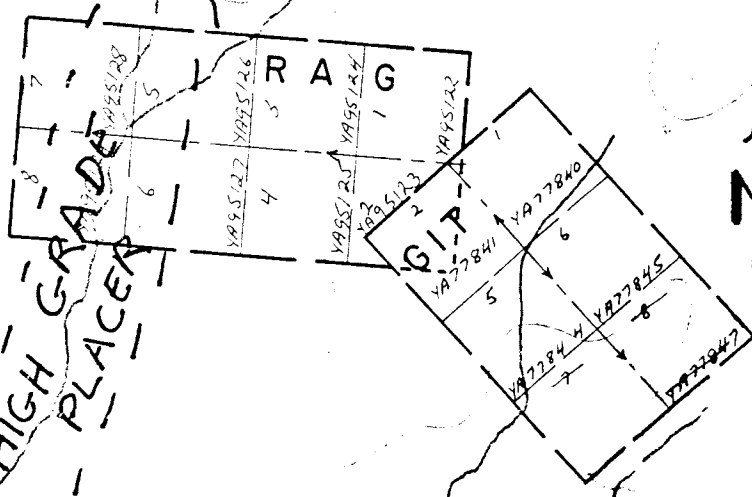 RAG
7
YA95128
5
YA95126
3
YA95124
1
YA95122
8
6
YA95127
4
YA95125
2
YA95123
1
2
GIT
YA77840
YA77841
6
5
YA77845
8
YA77844
7
YA77847
HIGH GRADE
PLACER